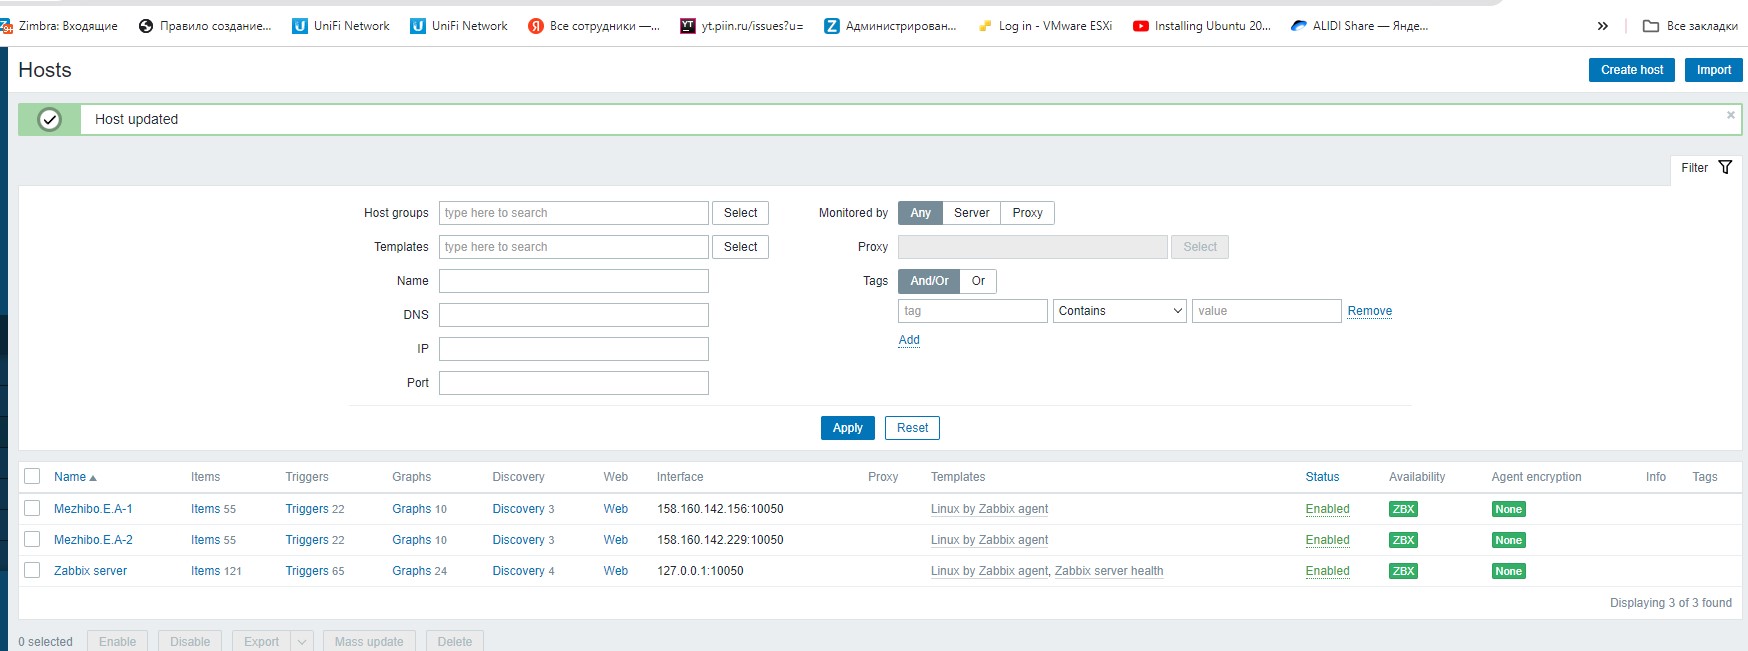 Zimbra: Входящие Правило создание... UniFi Network UniFi Network Все сотрудники —... yt.piin.ru/issues?u= Администрирован... Log in - VMware ESXi Installing Ubuntu 20... ALIDI Share — Янде... » Все закладки
Hosts Create host Import
Host updated
Filter
Host groups type here to search Select Monitored by Any Server Proxy
Templates type here to search Select Proxy Select
Name Tags And/Or Or
DNS tag Contains value Remove
IP Add
Port
Apply Reset
Name Items Triggers Graphs Discovery Web Interface Proxy Templates Status Availability Agent encryption Info Tags
Mezhibo.E.A-1 Items 55 Triggers 22 Graphs 10 Discovery 3 Web 158.160.142.156:10050 Linux by Zabbix agent Enabled ZBX None
Mezhibo.E.A-2 Items 55 Triggers 22 Graphs 10 Discovery 3 Web 158.160.142.229:10050 Linux by Zabbix agent Enabled ZBX None
Zabbix server Items 121 Triggers 65 Graphs 24 Discovery 4 Web 127.0.0.1:10050 Linux by Zabbix agent, Zabbix server health Enabled ZBX None
Displaying 3 of 3 found
0 selected Enable Disable Export Mass update Delete